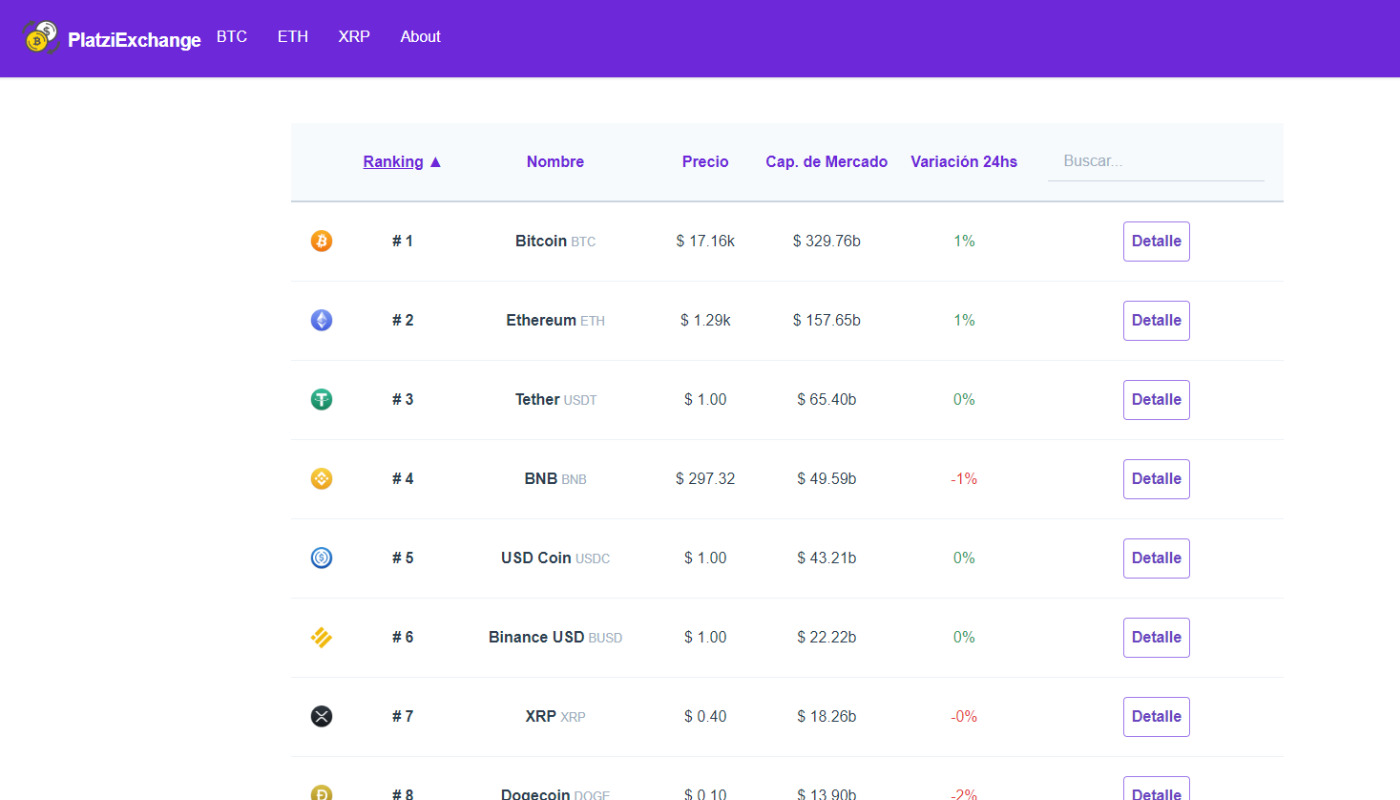 PlatziExchange BTC ETH XRP About
Ranking ▲ Nombre Precio Cap. de Mercado Variación 24hs Buscar...
# 1 Bitcoin BTC $ 17.16k $ 329.76b 1% Detalle
# 2 Ethereum ETH $ 1.29k $ 157.65b 1% Detalle
# 3 Tether USDT $ 1.00 $ 65.40b 0% Detalle
# 4 BNB BNB $ 297.32 $ 49.59b -1% Detalle
# 5 USD Coin USDC $ 1.00 $ 43.21b 0% Detalle
# 6 Binance USD BUSD $ 1.00 $ 22.22b 0% Detalle
# 7 XRP XRP $ 0.40 $ 18.26b -0% Detalle
# 8 Dogecoin DOGE $ 0.10 $ 13.90b -2% Detalle